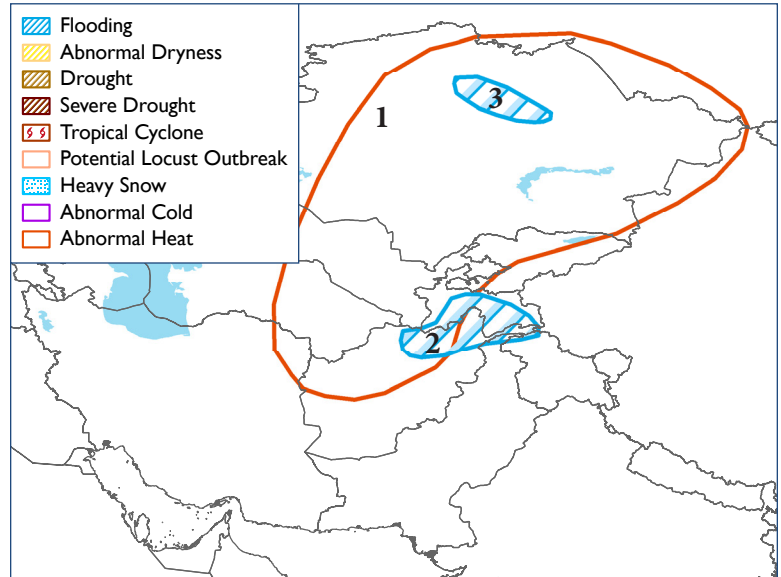 Flooding
Abnormal Dryness
Drought
Severe Drought
Tropical Cyclone
Potential Locust Outbreak
Heavy Snow
Abnormal Cold
Abnormal Heat
1
3
2